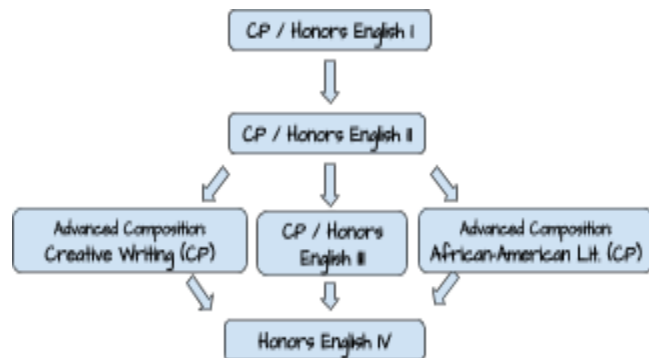 CP / Honors English I
CP / Honors English II
Advanced Composition:
Creative Writing (CP)
CP / Honors
English III
Advanced Composition:
African-American Lit. (CP)
Honors English IV